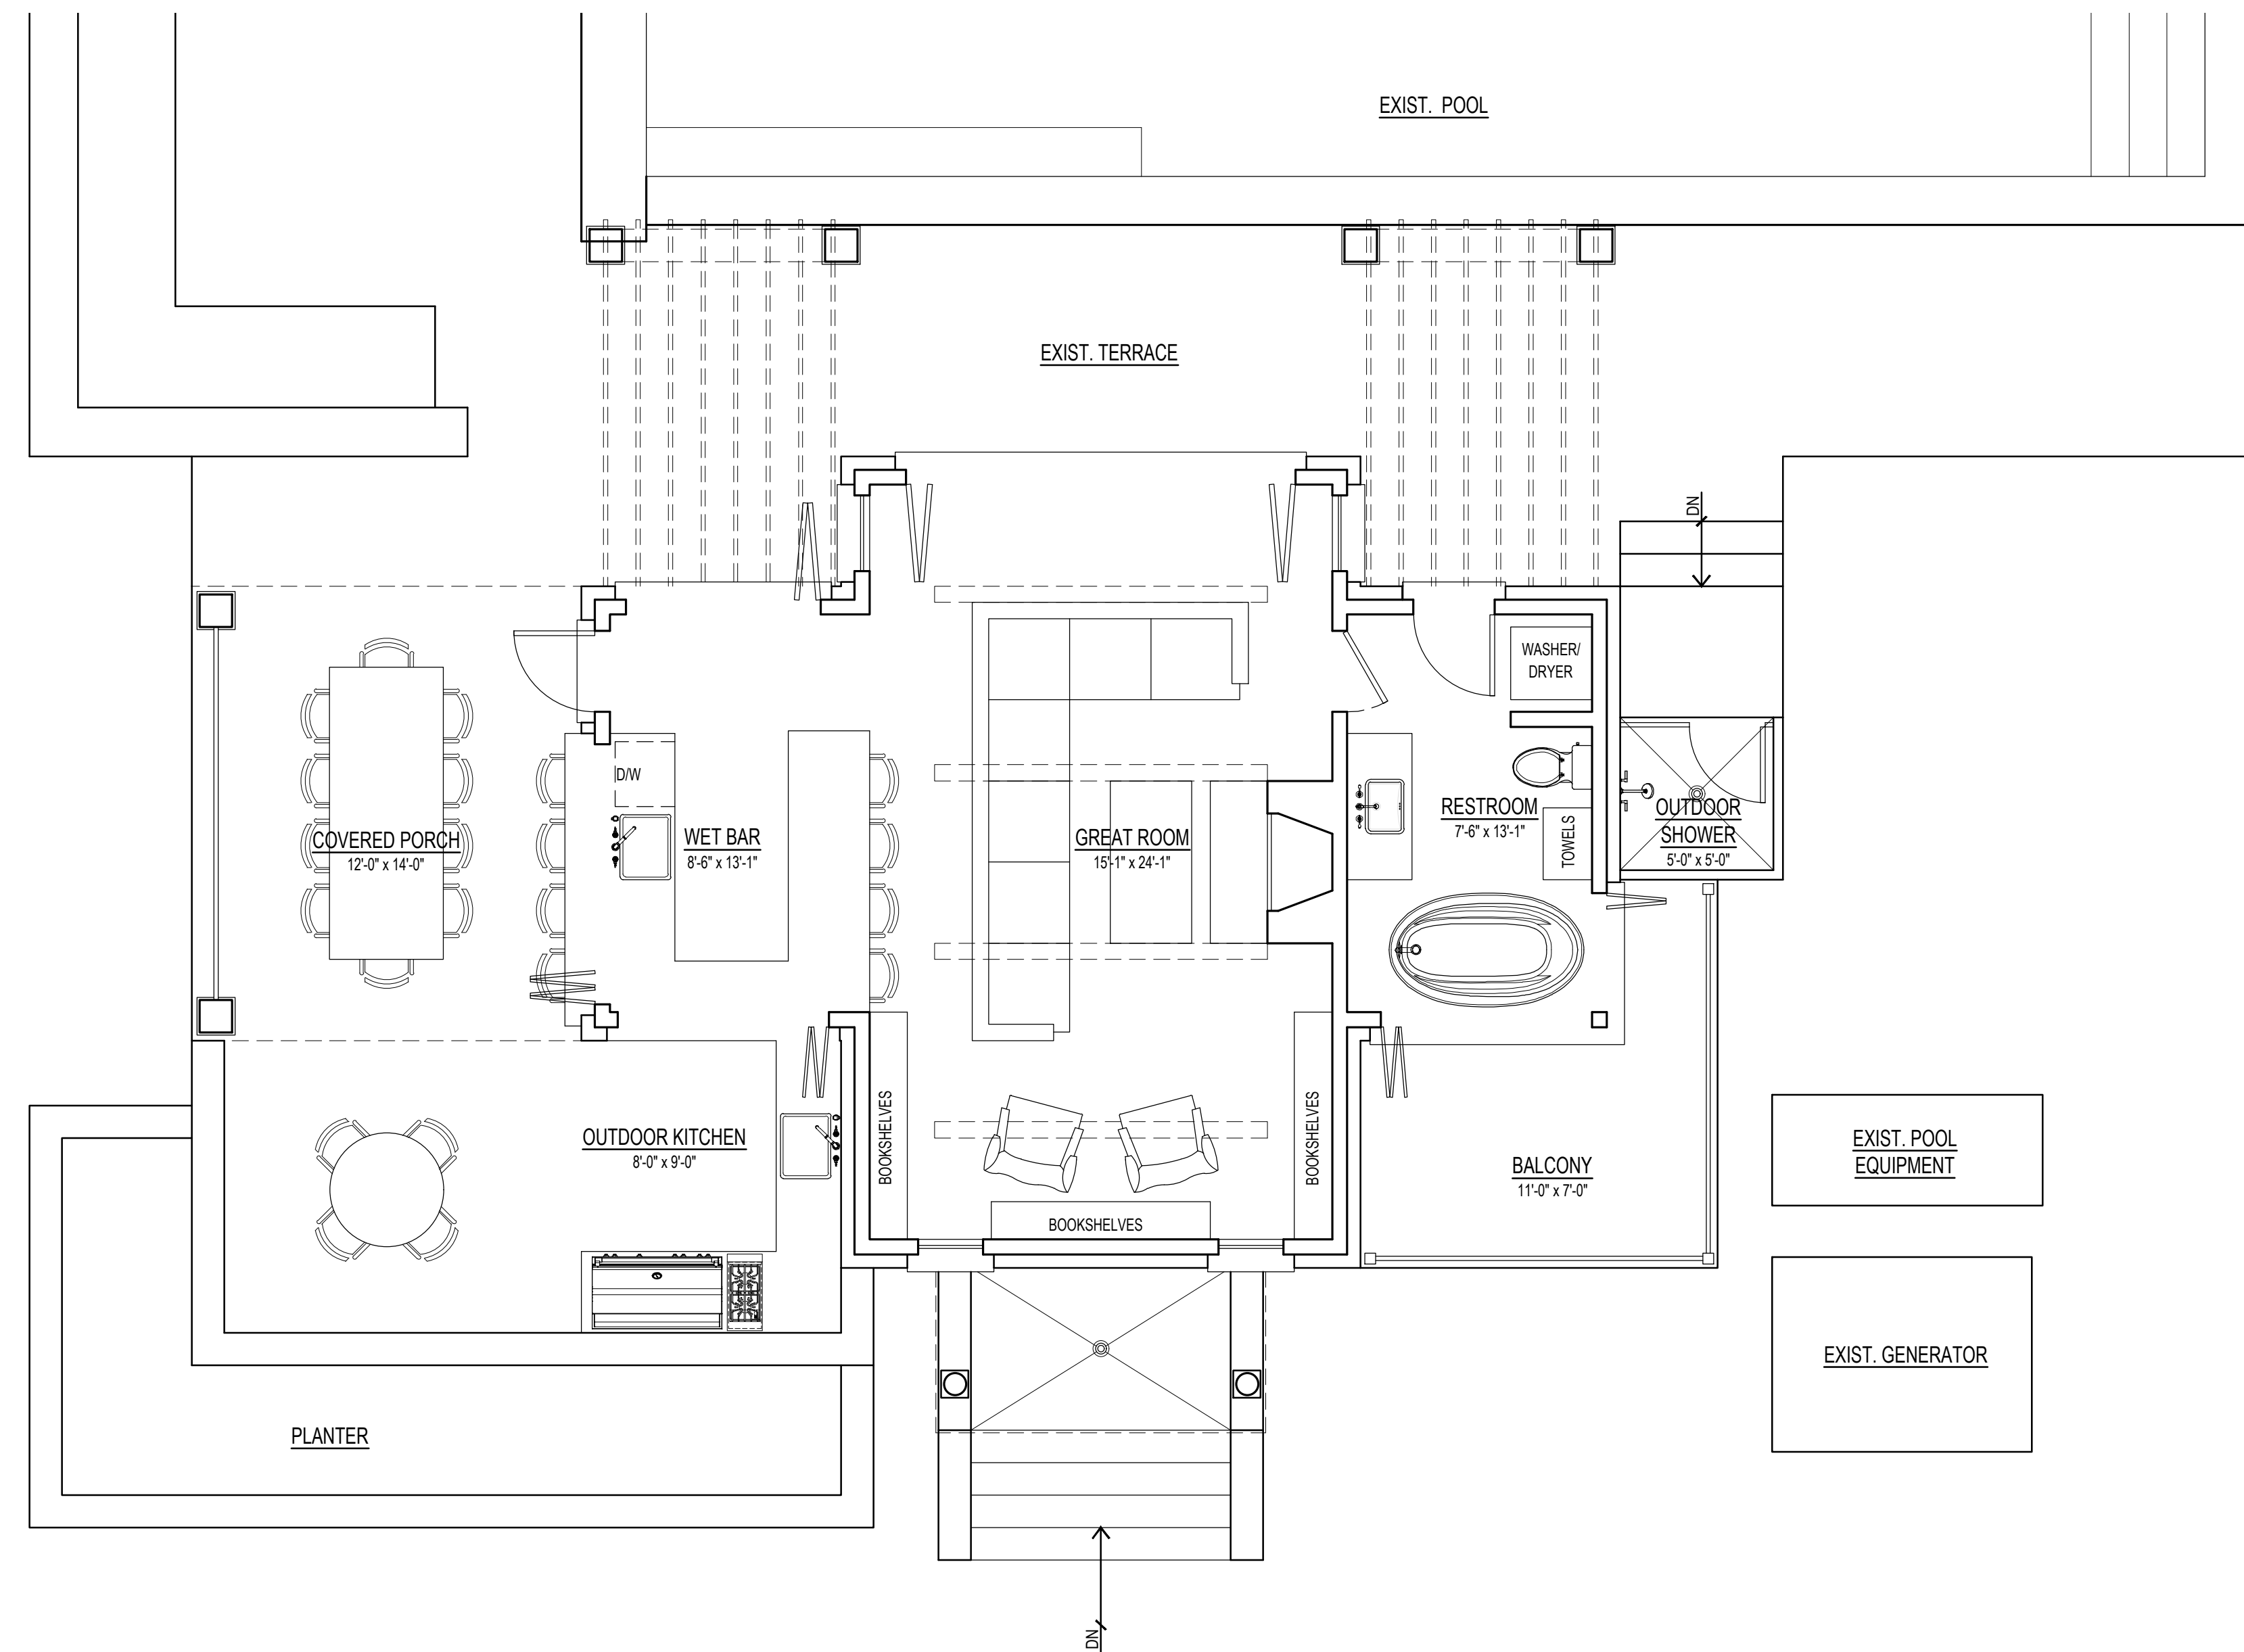 EXIST. POOL
EXIST. TERRACE
DN
WASHER/
DRYER
D/W
COVERED PORCH
12'-0" x 14'-0"
WET BAR
8'-6" x 13'-1"
GREAT ROOM
15'-1" x 24'-1"
RESTROOM
7'-6" x 13'-1"
TOWELS
OUTDOOR
SHOWER
5'-0" x 5'-0"
OUTDOOR KITCHEN
8'-0" x 9'-0"
BOOKSHELVES
BOOKSHELVES
BOOKSHELVES
BALCONY
11'-0" x 7'-0"
EXIST. POOL
EQUIPMENT
EXIST. GENERATOR
PLANTER
DN